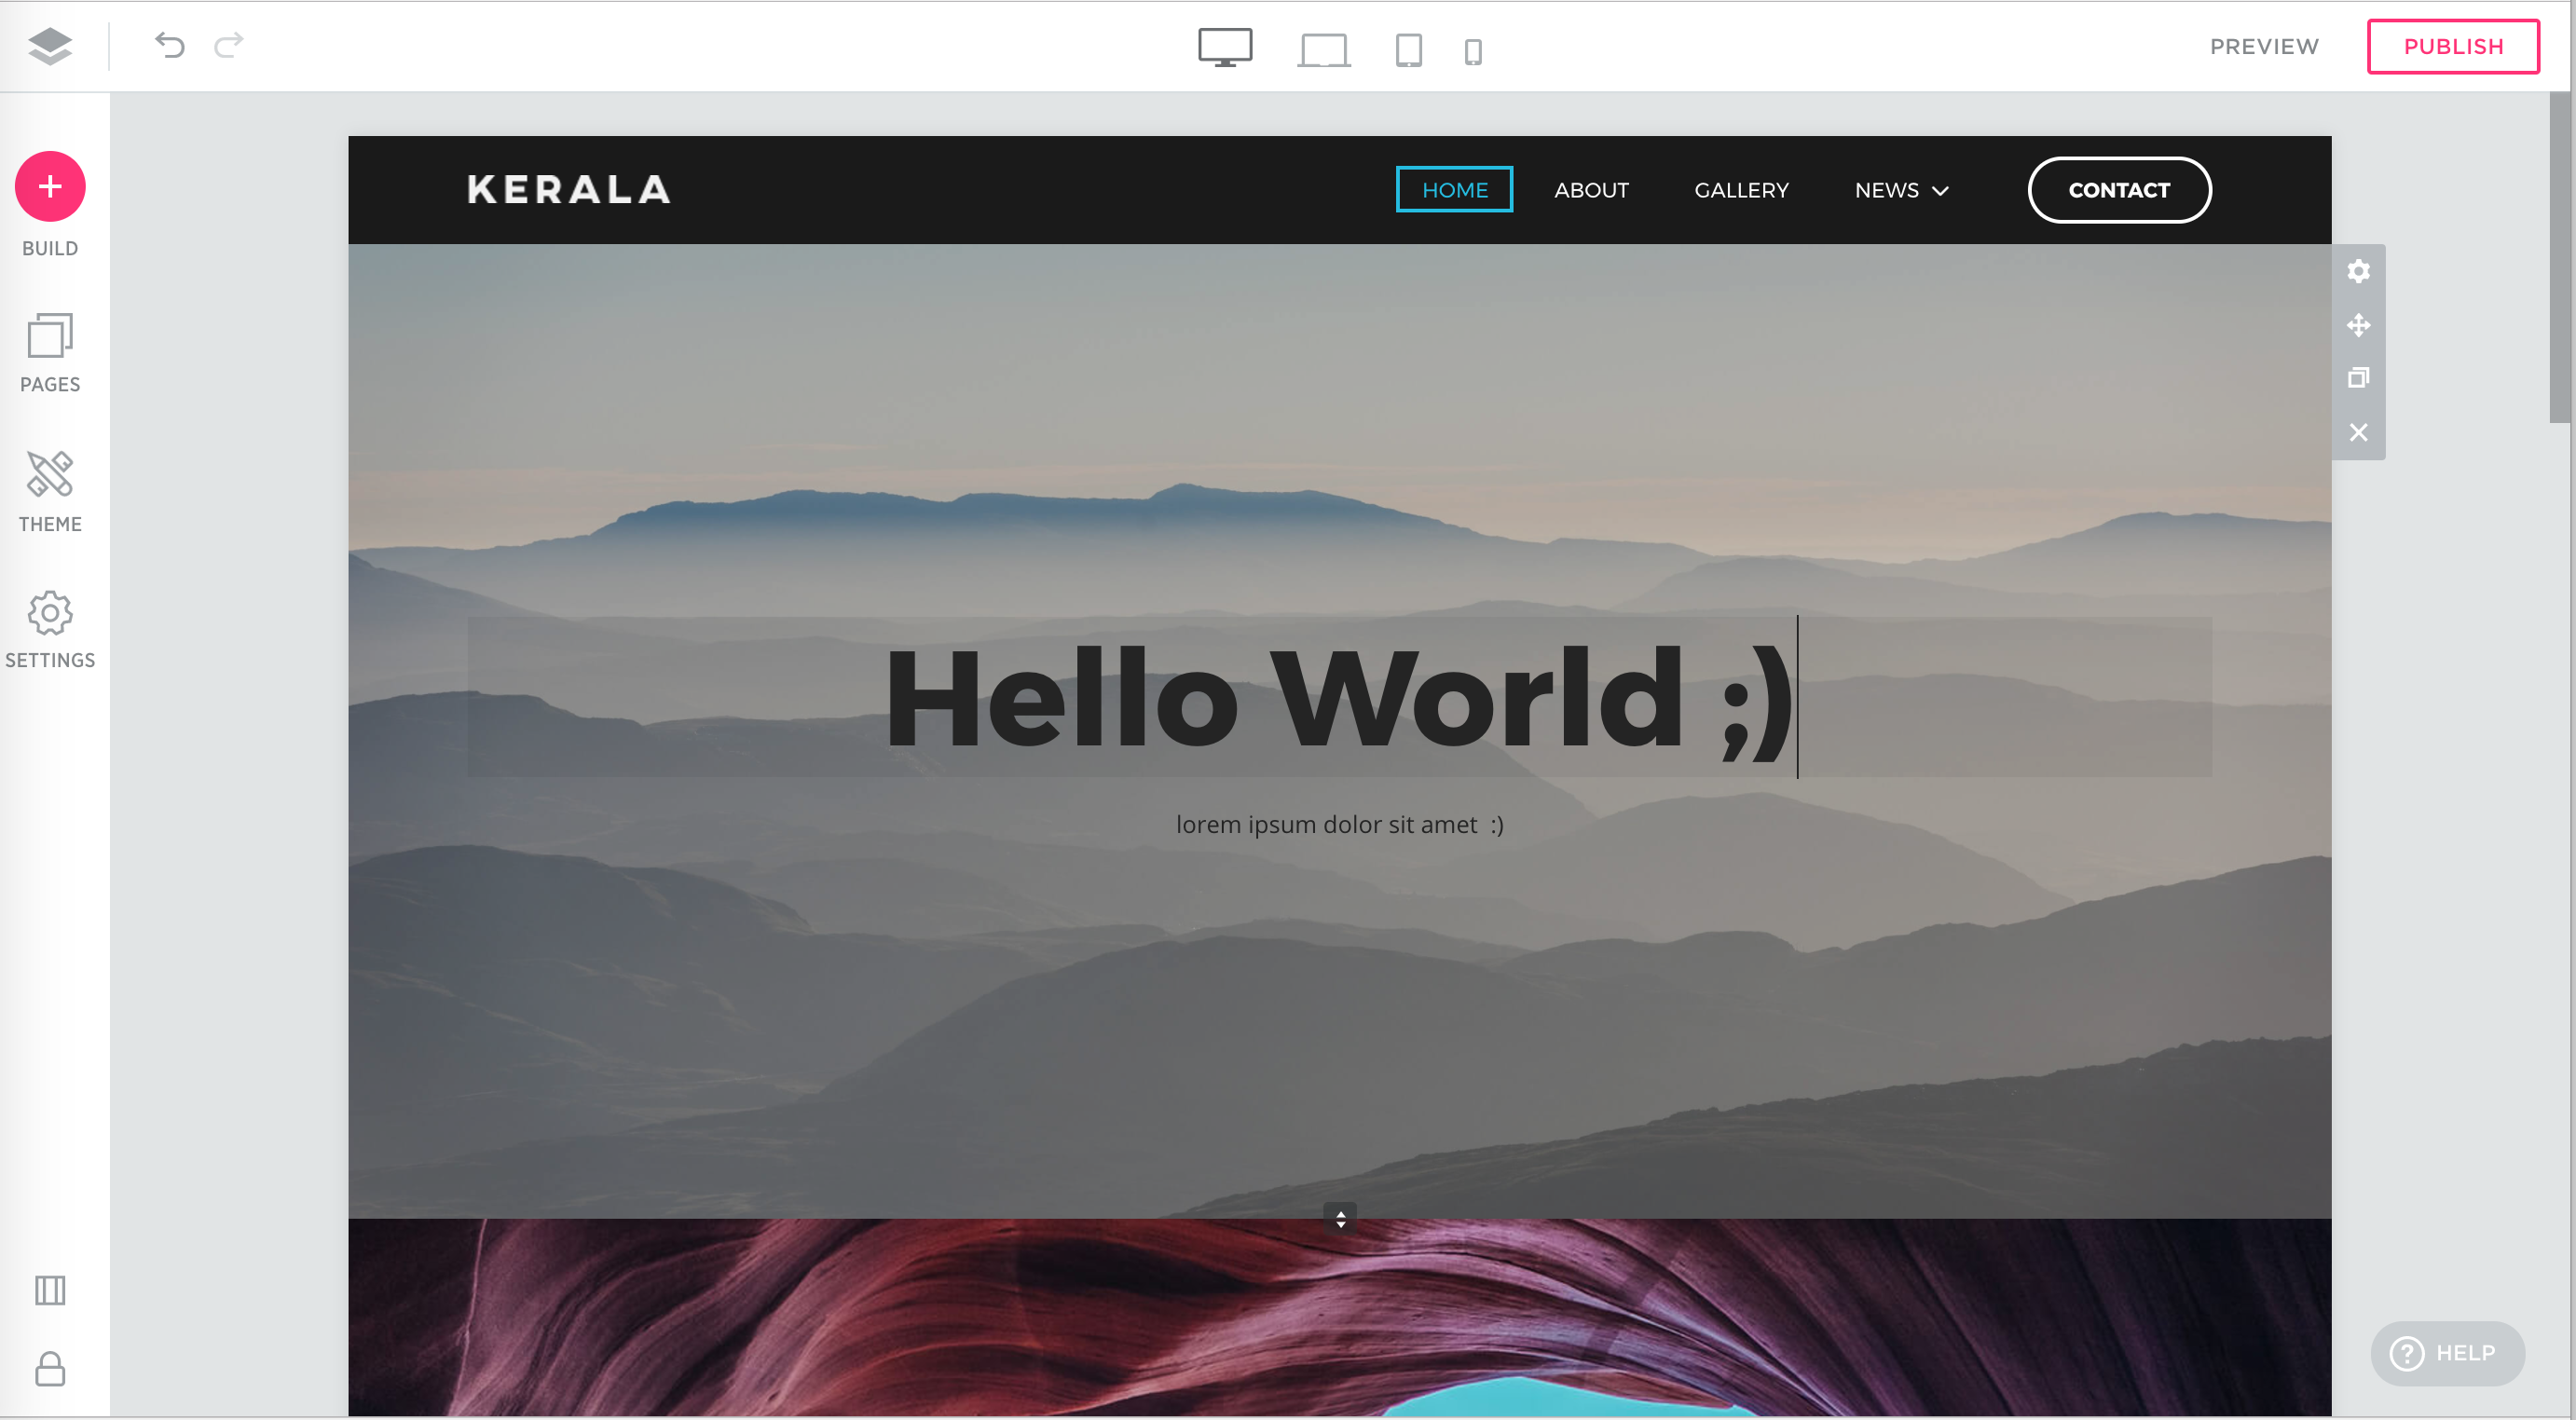 PREVIEW
PUBLISH
BUILD
PAGES
THEME
SETTINGS
KERALA
HOME
ABOUT
GALLERY
NEWS
CONTACT
Hello World ;)
lorem ipsum dolor sit amet  :)
? HELP